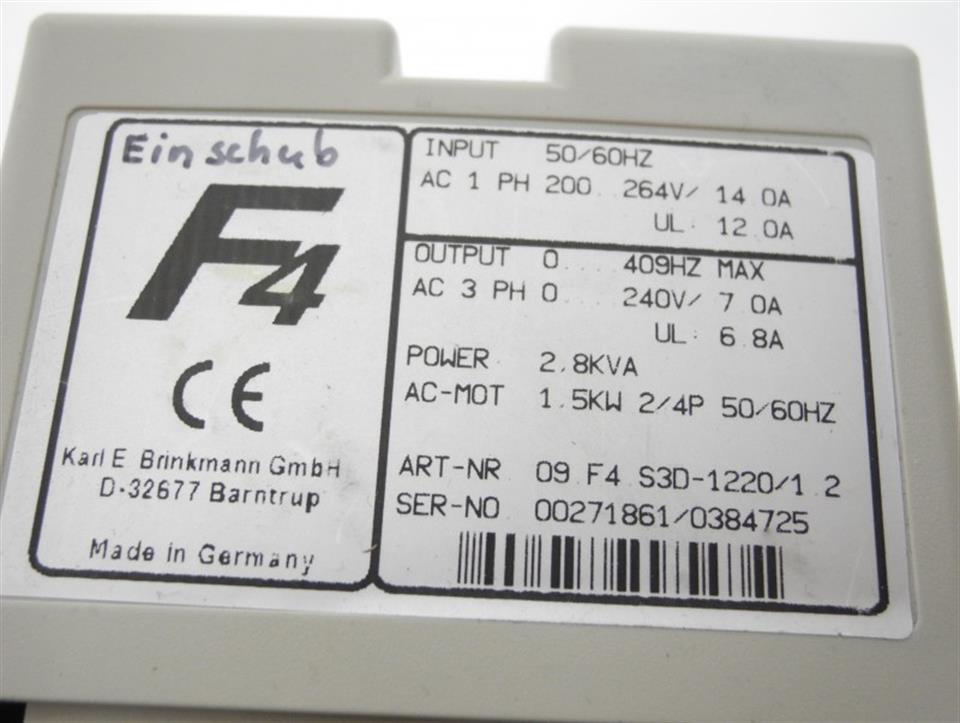 Einschub
F4
CE
Karl E Brinkmann GmbH
D-32677 Barntrup
Made in Germany
INPUT 50/60HZ
AC 1 PH 200.. 264V/ 14.0A
UL: 12.0A
OUTPUT 0.... 409HZ MAX
AC 3 PH 0.... 240V/ 7.0A
UL: 6.8A
POWER 2.8KVA
AC-MOT 1.5KW 2/4P 50/60HZ
ART-NR 09.F4.S3D-1220/1.2
SER-NO 00271861/0384725